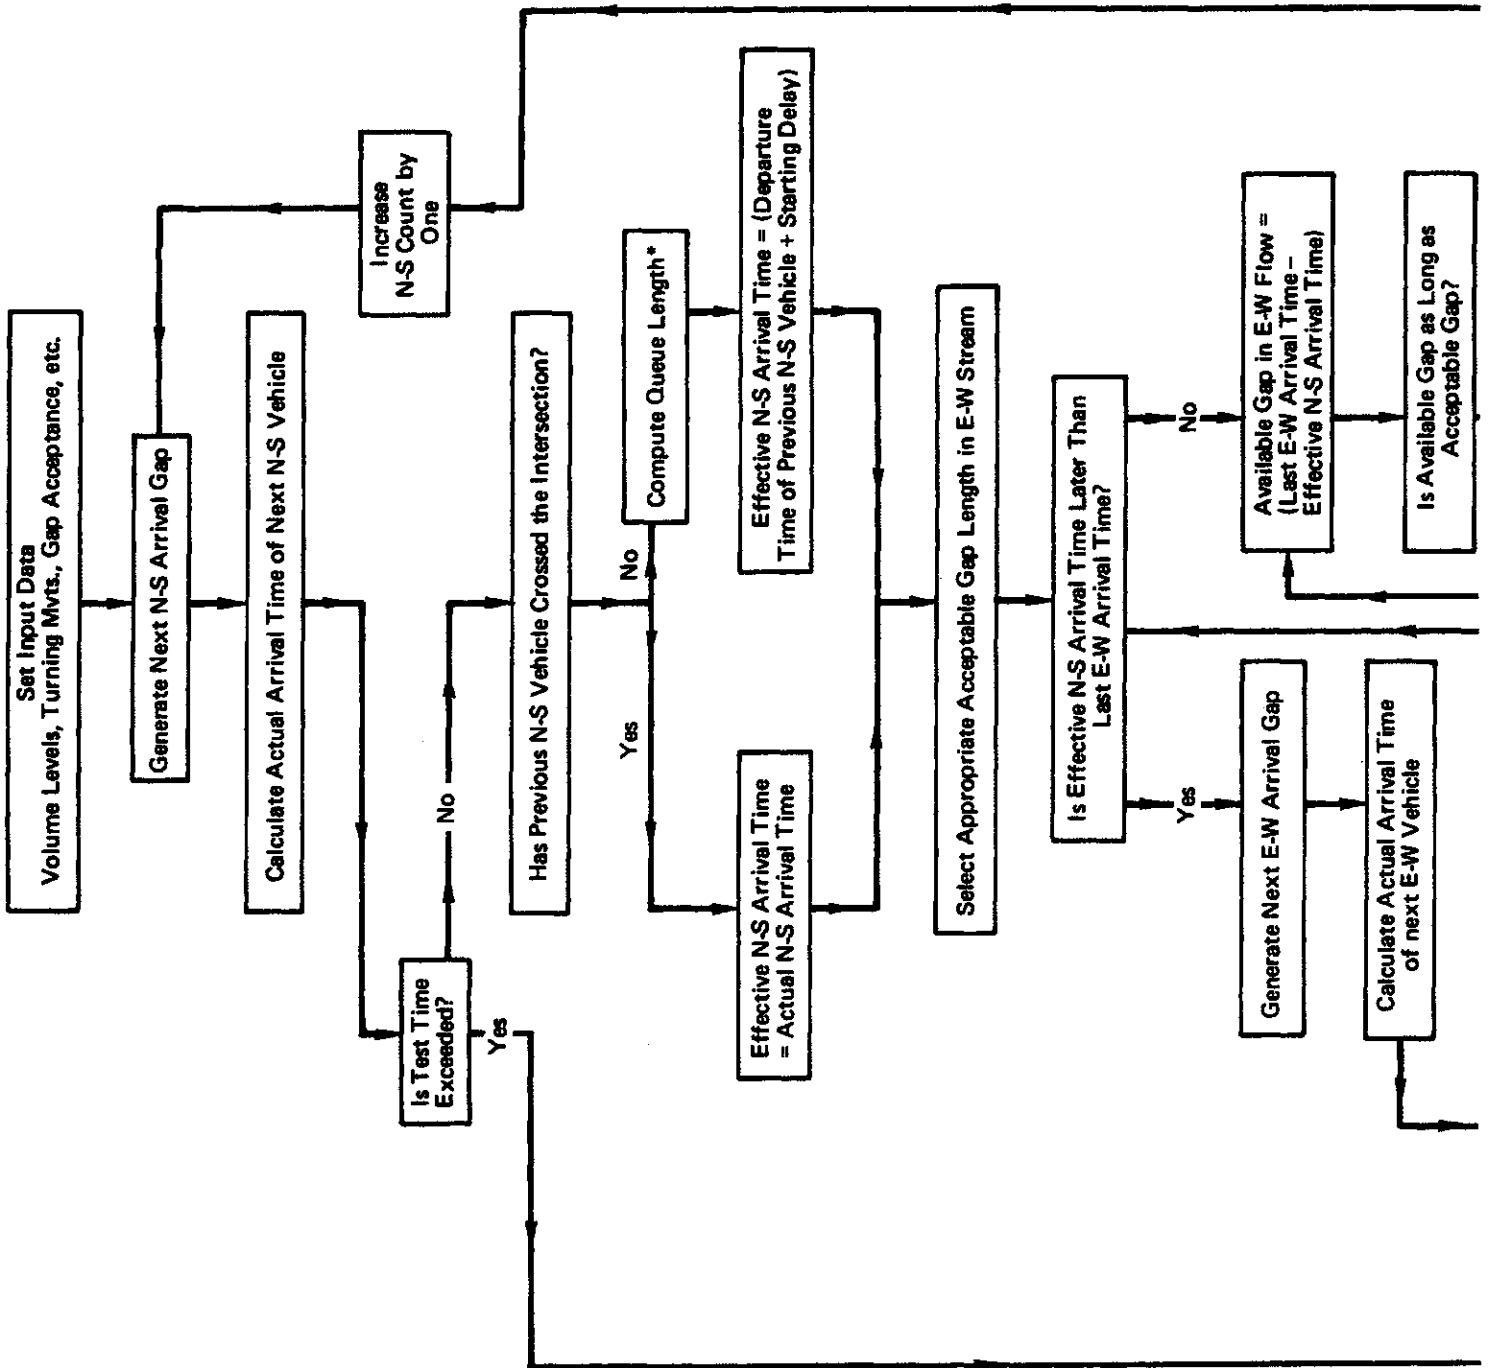 Set Input Data
Volume Levels, Turning Mvts., Gap Acceptance, etc.
Generate Next N-S Arrival Gap
Calculate Actual Arrival Time of Next N-S Vehicle
Increase
N-S Count by
One
Is Test Time
Exceeded?
No
Yes
Has Previous N-S Vehicle Crossed the Intersection?
Yes
No
Compute Queue Length*
Effective N-S Arrival Time
= Actual N-S Arrival Time
Effective N-S Arrival Time = (Departure
Time of Previous N-S Vehicle + Starting Delay)
Select Appropriate Acceptable Gap Length in E-W Stream
Is Effective N-S Arrival Time Later Than
Last E-W Arrival Time?
Yes
No
Generate Next E-W Arrival Gap
Calculate Actual Arrival Time
of next E-W Vehicle
Available Gap in E-W Flow =
(Last E-W Arrival Time –
Effective N-S Arrival Time)
Is Available Gap as Long as
Acceptable Gap?